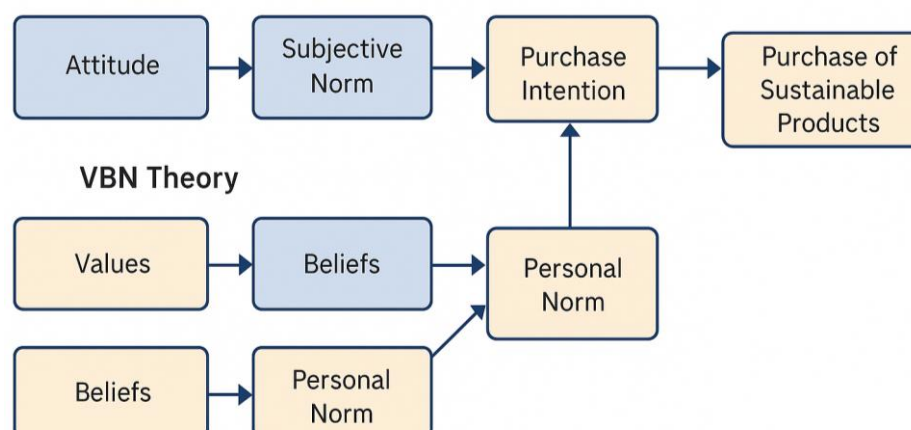 Attitude
Subjective
Norm
Purchase
Intention
Purchase of
Sustainable
Products
VBN Theory
Values
Beliefs
Personal
Norm
Beliefs
Personal
Norm